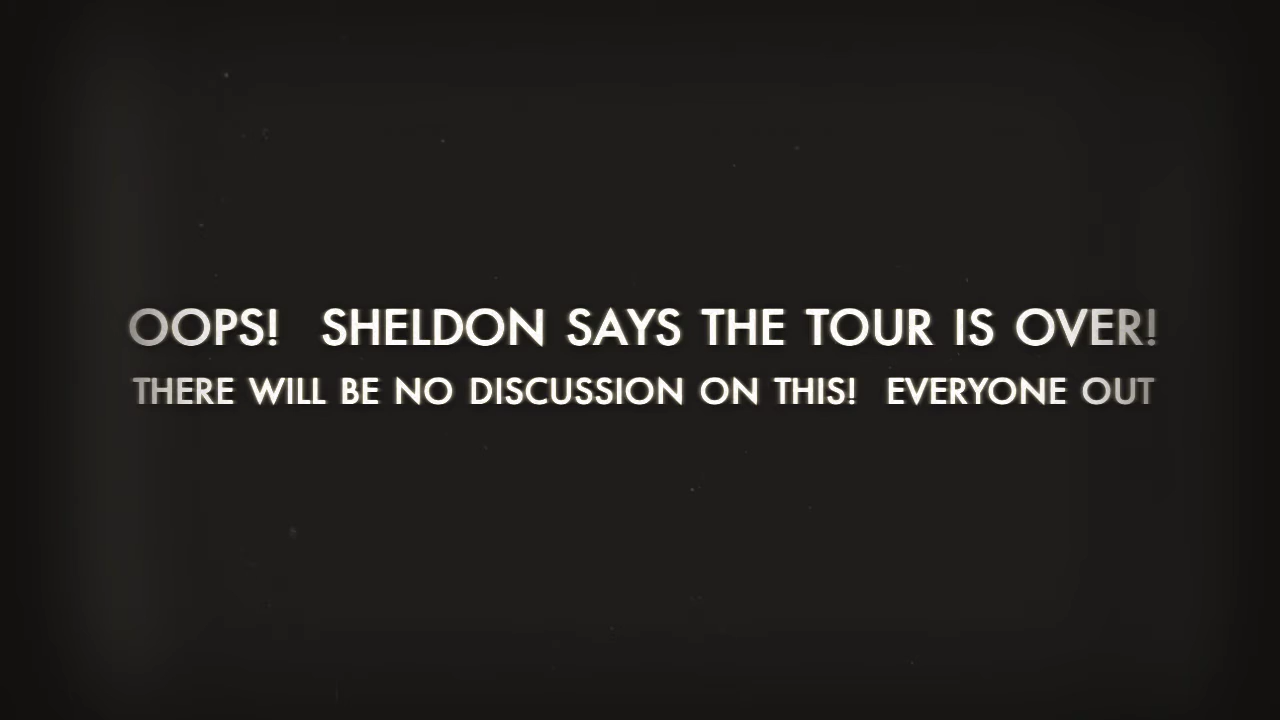 OOPS!  SHELDON SAYS THE TOUR IS OVER!
THERE WILL BE NO DISCUSSION ON THIS!  EVERYONE OUT